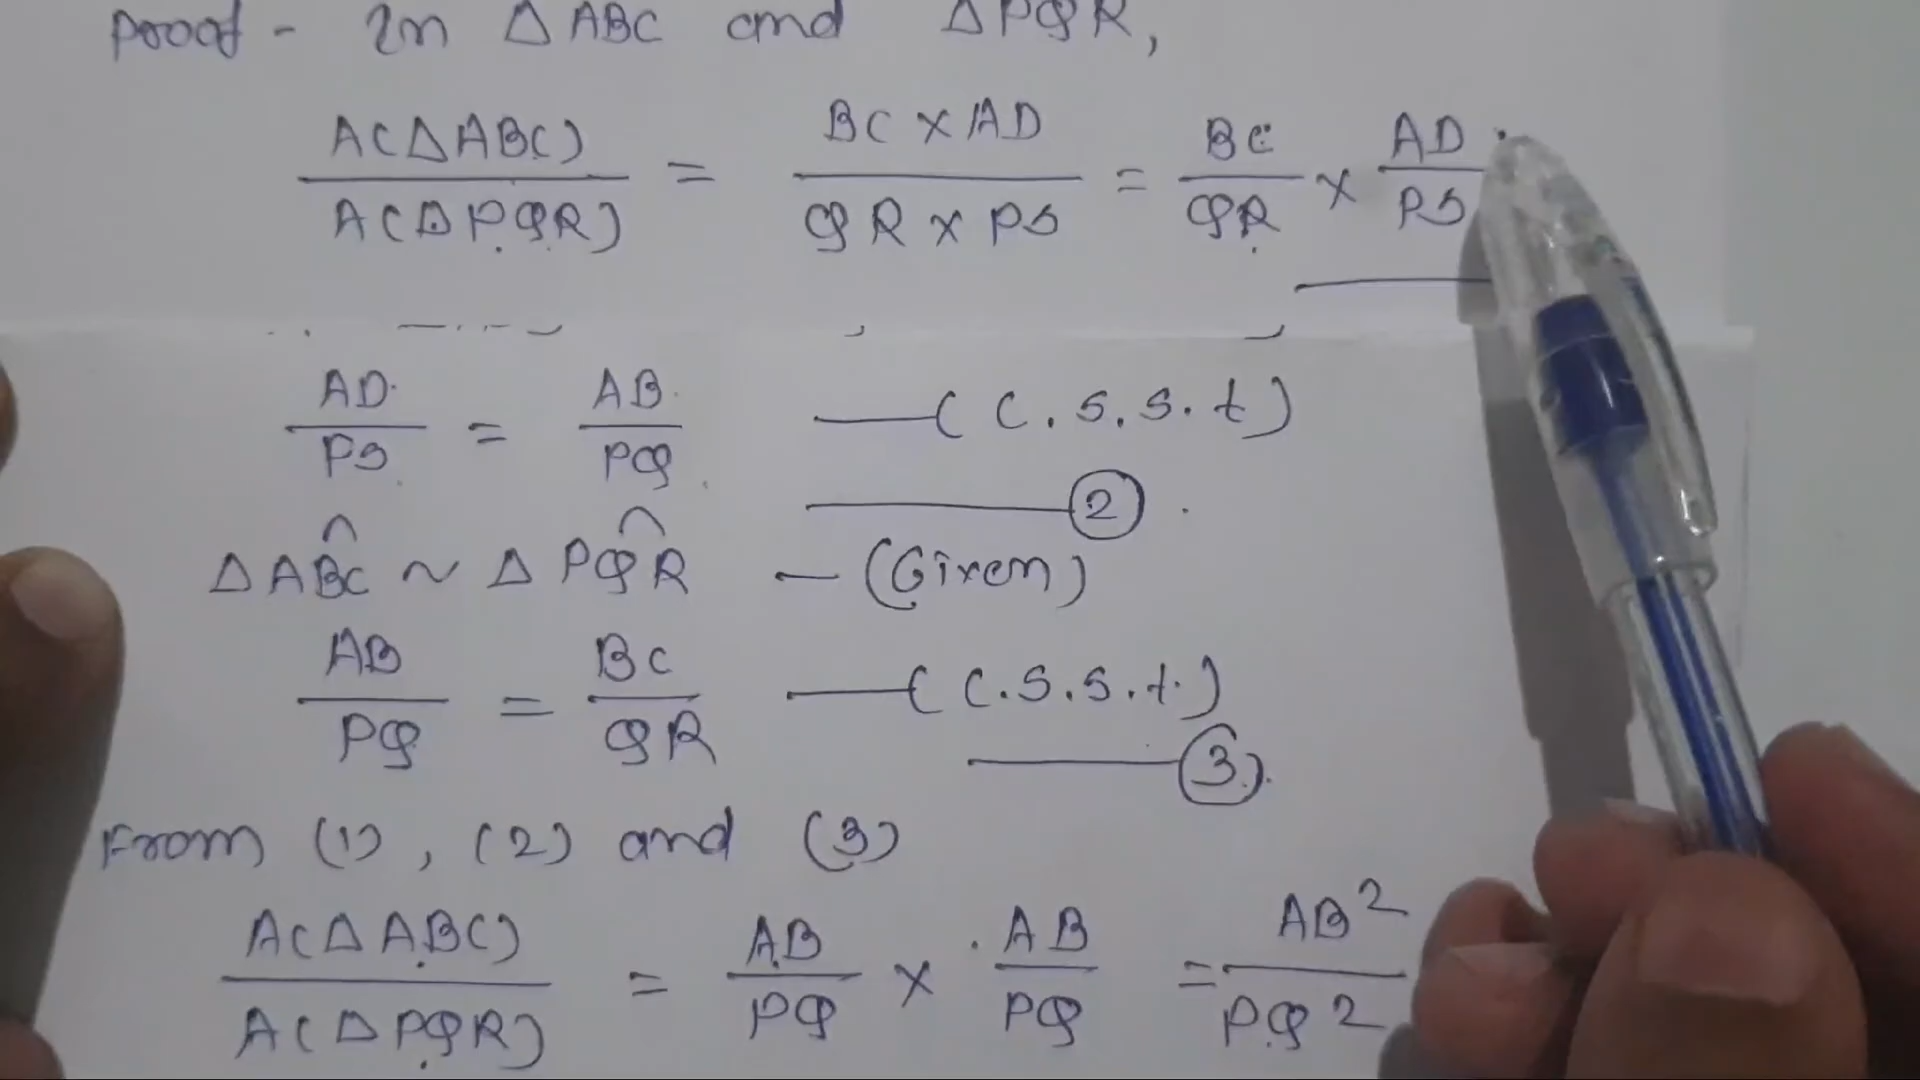 Proof - In △ ABC and △ PQR,
A(△ABC) / A(△PQR) = BC × AD / QR × PS = BC / QR × AD / PS
AD / PS = AB / PQ —( c.s.s.t)
②
△ABC ~ △ PQR - (Given)
AB / PQ = BC / QR —( c.s.s.t.)
③
From (1), (2) and (3)
A(△ ABC) / A(△ PQR) = AB / PQ × AB / PQ = AB² / PQ²